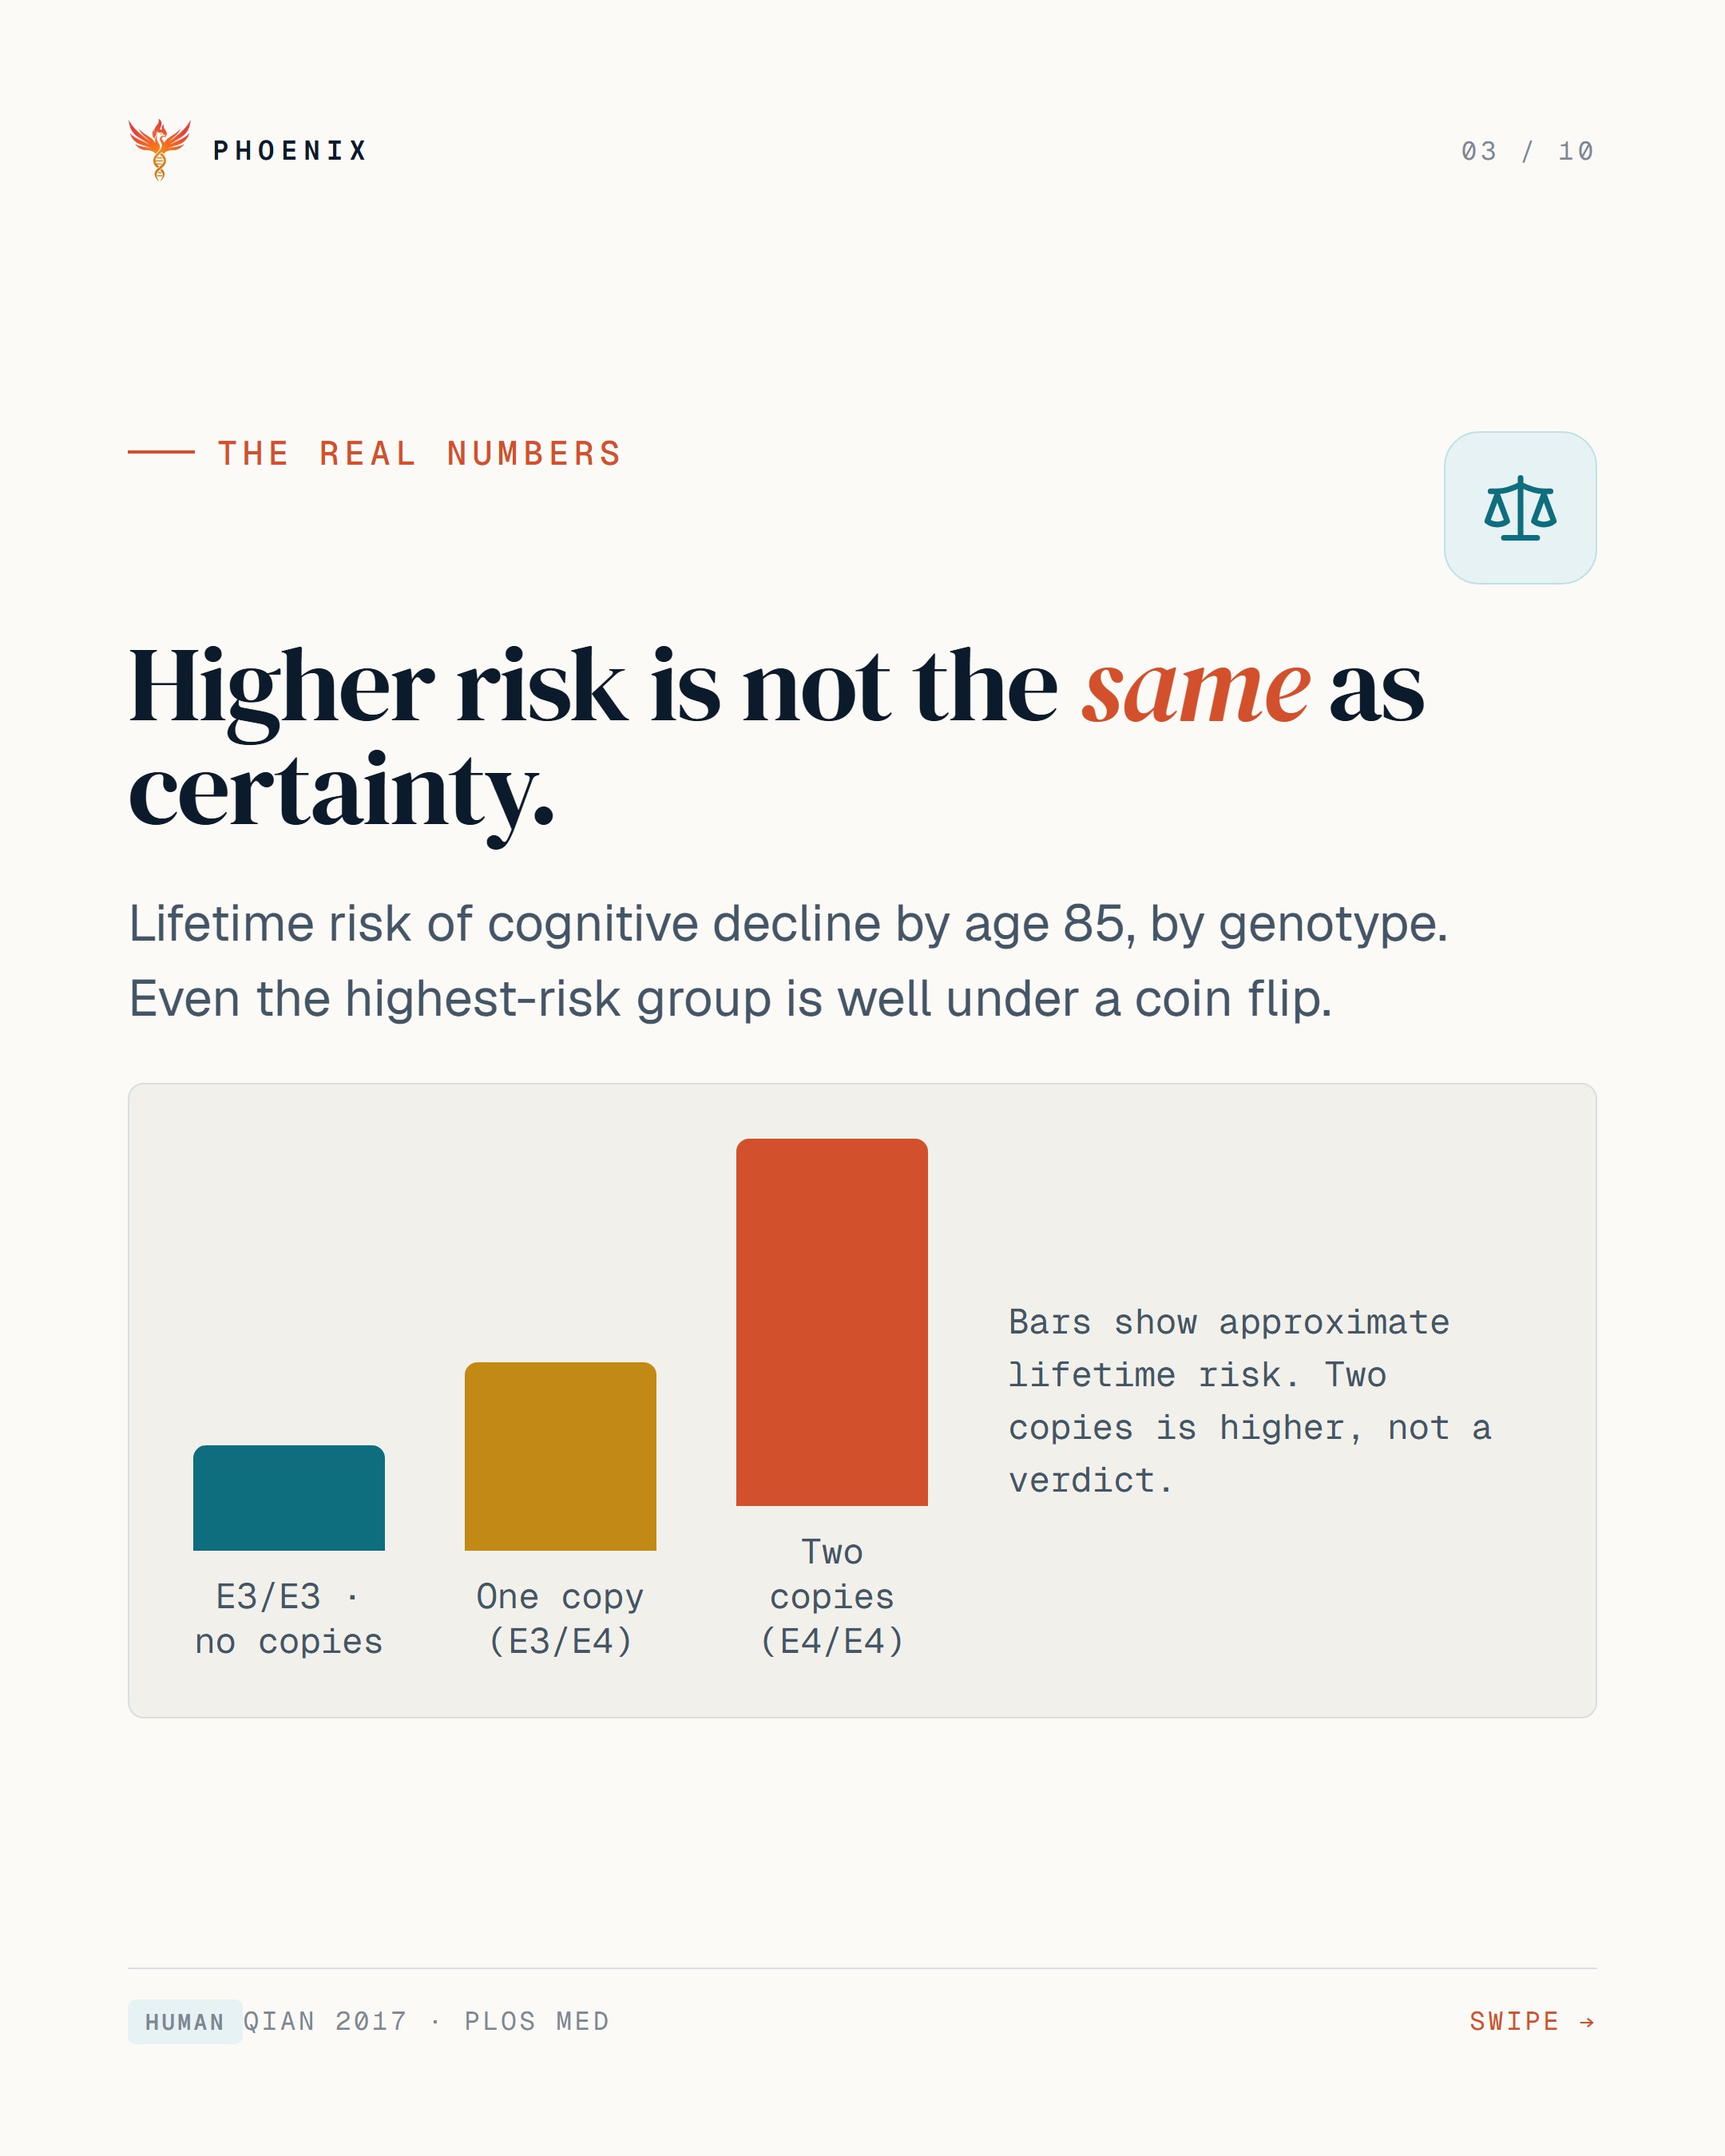 PHOENIX
03 / 10
THE REAL NUMBERS
Higher risk is not the same as
certainty.
Lifetime risk of cognitive decline by age 85, by genotype.
Even the highest-risk group is well under a coin flip.
E3/E3 ·
no copies
One copy
(E3/E4)
Two
copies
(E4/E4)
Bars show approximate
lifetime risk. Two
copies is higher, not a
verdict.
HUMAN QIAN 2017 · PLOS MED
SWIPE →